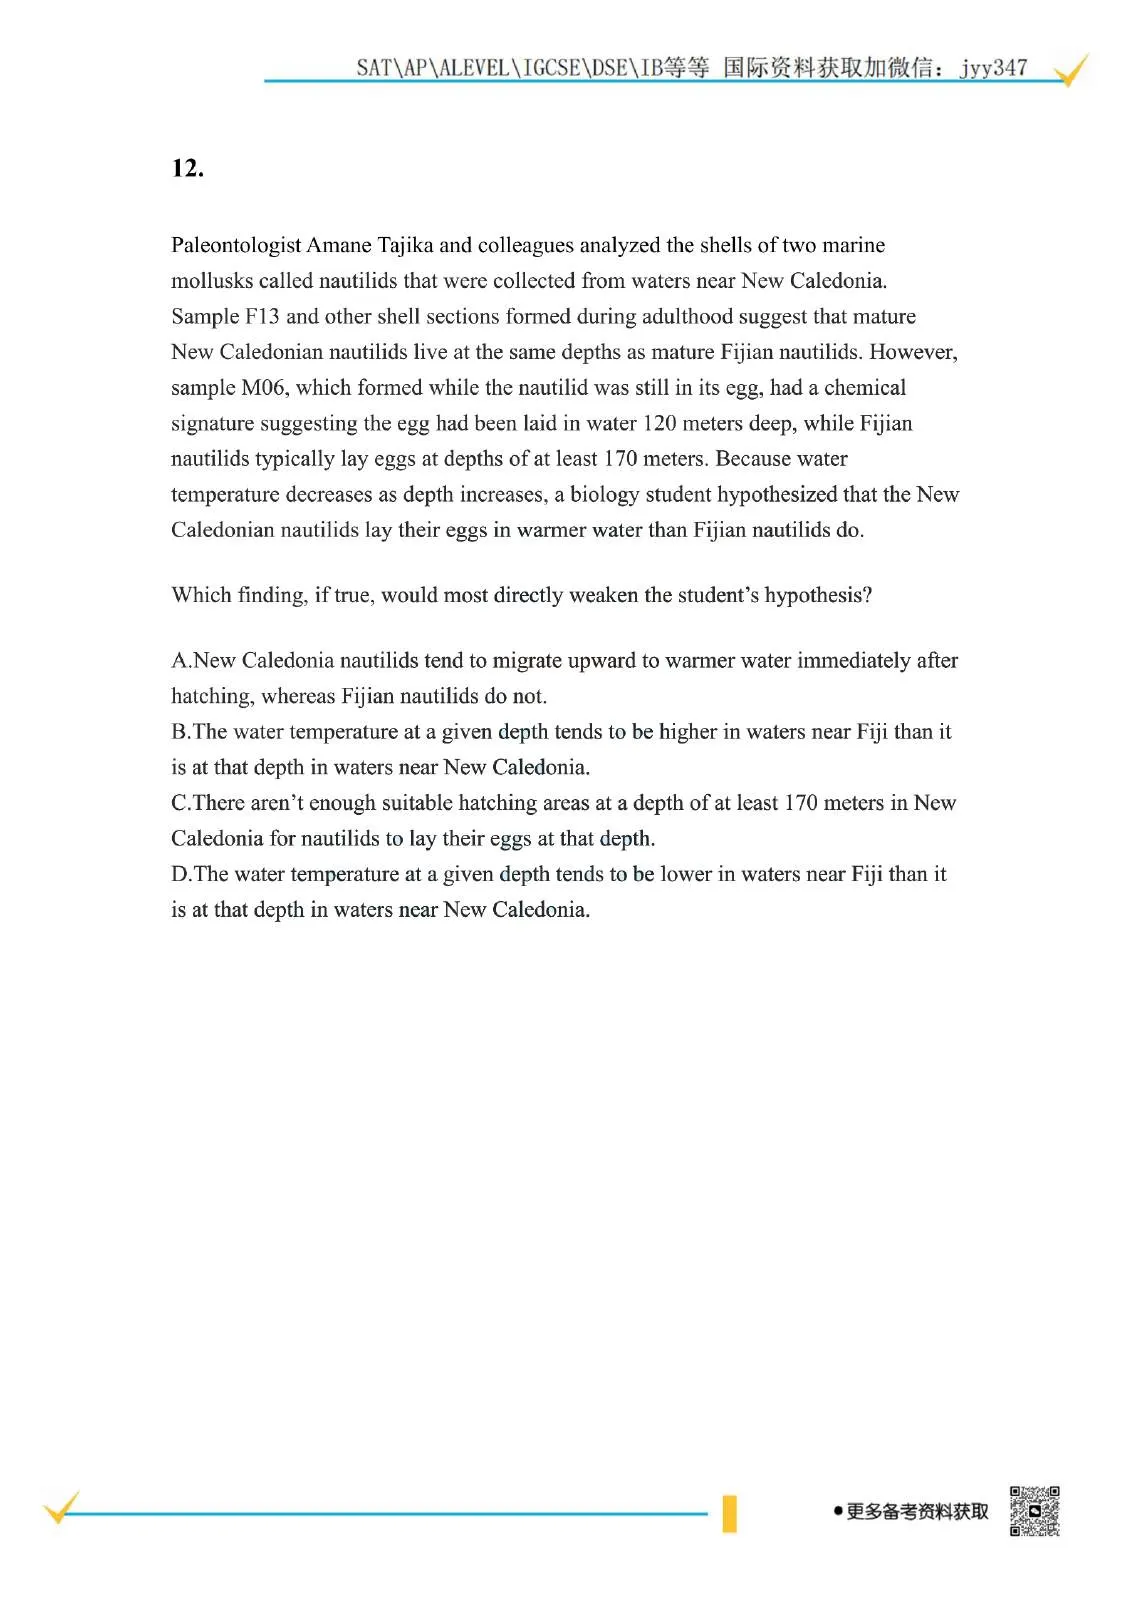 SAT\AP\ALEVEL\IGCSE\DSE\IB等等 国际资料获取加微信：jyy347
12.
Paleontologist Amane Tajika and colleagues analyzed the shells of two marine
mollusks called nautilids that were collected from waters near New Caledonia.
Sample F13 and other shell sections formed during adulthood suggest that mature
New Caledonian nautilids live at the same depths as mature Fijian nautilids. However,
sample M06, which formed while the nautilid was still in its egg, had a chemical
signature suggesting the egg had been laid in water 120 meters deep, while Fijian
nautilids typically lay eggs at depths of at least 170 meters. Because water
temperature decreases as depth increases, a biology student hypothesized that the New
Caledonian nautilids lay their eggs in warmer water than Fijian nautilids do.
Which finding, if true, would most directly weaken the student’s hypothesis?
A.New Caledonia nautilids tend to migrate upward to warmer water immediately after
hatching, whereas Fijian nautilids do not.
B.The water temperature at a given depth tends to be higher in waters near Fiji than it
is at that depth in waters near New Caledonia.
C.There aren’t enough suitable hatching areas at a depth of at least 170 meters in New
Caledonia for nautilids to lay their eggs at that depth.
D.The water temperature at a given depth tends to be lower in waters near Fiji than it
is at that depth in waters near New Caledonia.
●更多备考资料获取